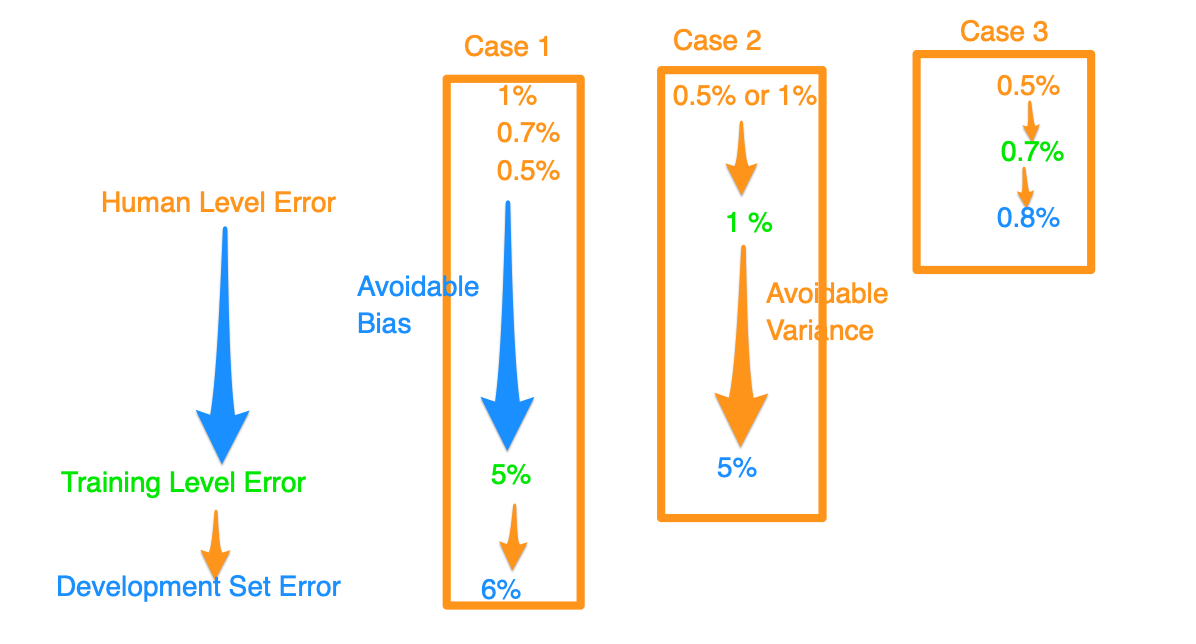 Case 1
Case 2
Case 3
1%
0.7%
0.5%
0.5% or 1%
0.5%
0.7%
0.8%
Human Level Error
1 %
Avoidable
Bias
Avoidable
Variance
Training Level Error
5%
5%
Development Set Error
6%